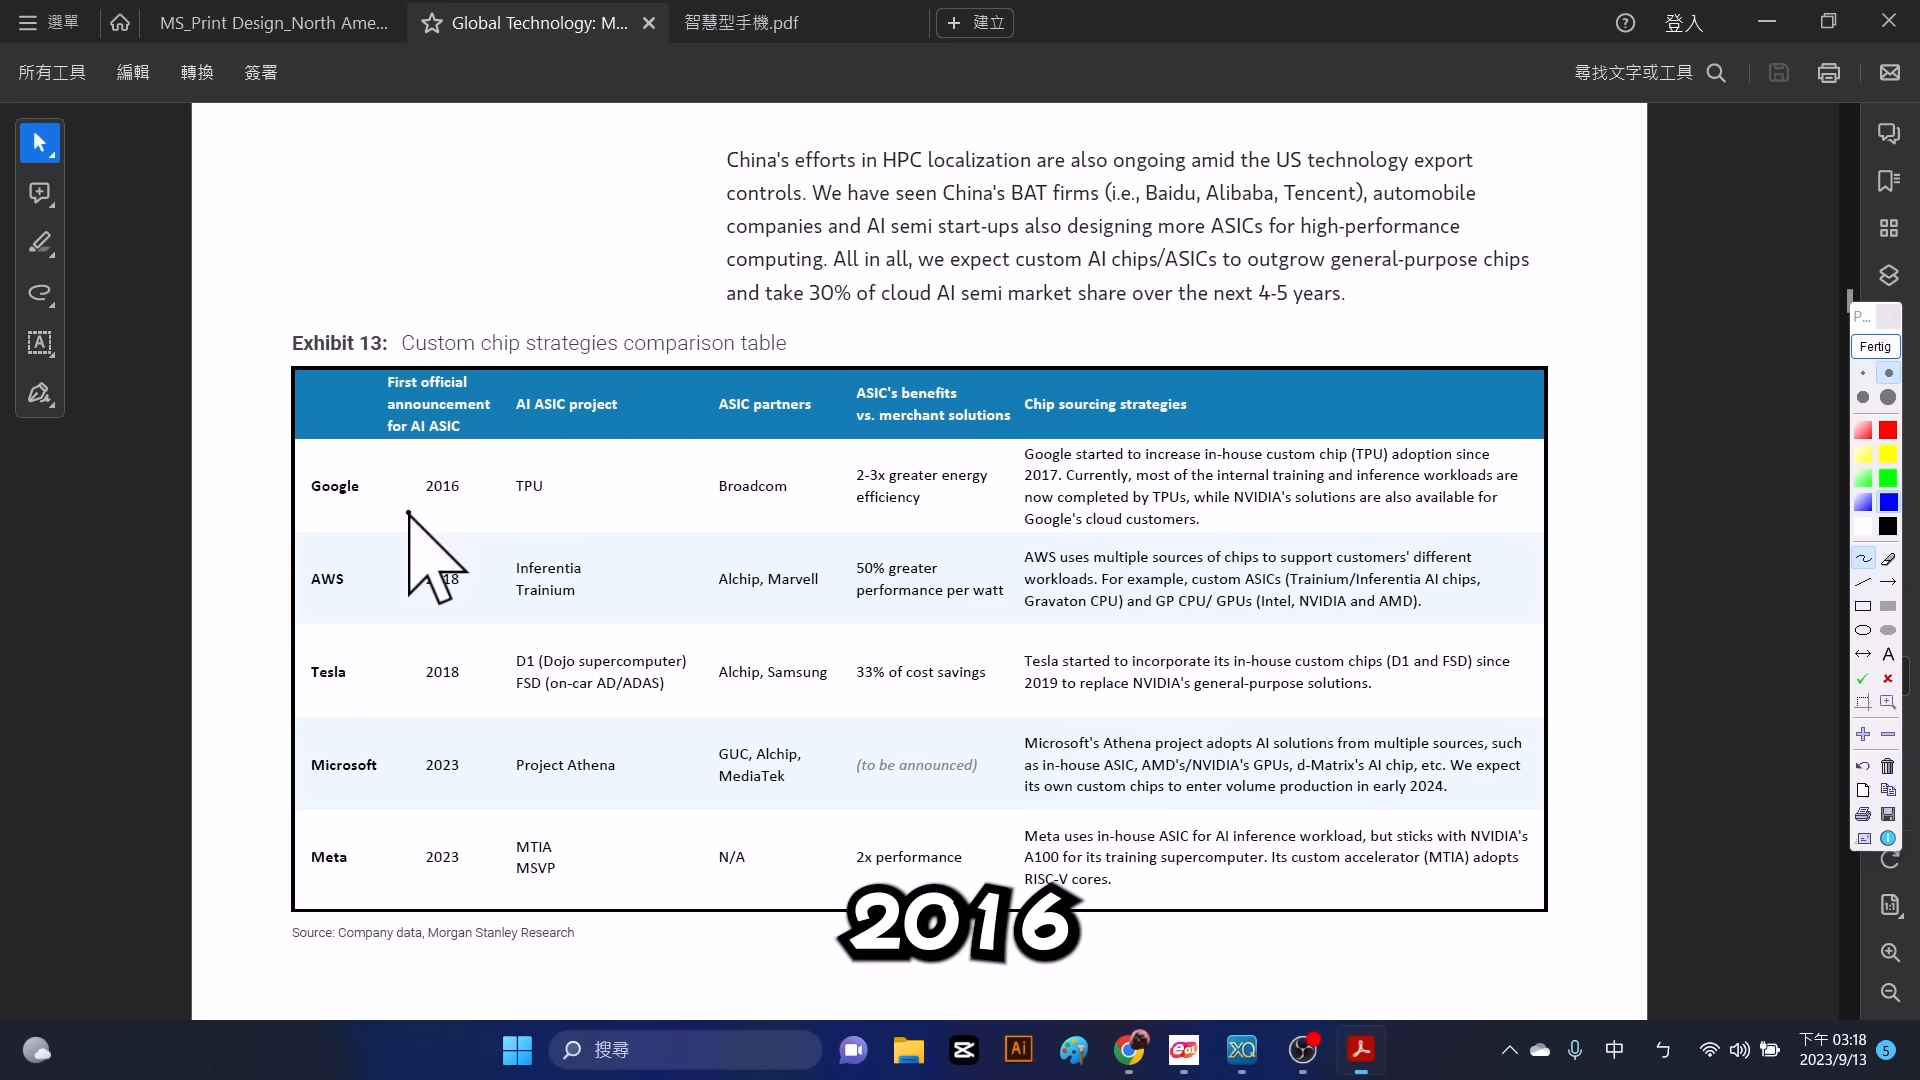 選單
MS_Print Design_North Ame...
Global Technology: M...
智慧型手機.pdf
建立
登入
所有工具
編輯
轉換
簽署
尋找文字或工具
China's efforts in HPC localization are also ongoing amid the US technology export
controls. We have seen China's BAT firms (i.e., Baidu, Alibaba, Tencent), automobile
companies and AI semi start-ups also designing more ASICs for high-performance
computing. All in all, we expect custom AI chips/ASICs to outgrow general-purpose chips
and take 30% of cloud AI semi market share over the next 4-5 years.
Exhibit 13: Custom chip strategies comparison table
First official
announcement
for AI ASIC
AI ASIC project
ASIC partners
ASIC's benefits
vs. merchant solutions
Chip sourcing strategies
Google
2016
TPU
Broadcom
2-3x greater energy
efficiency
Google started to increase in-house custom chip (TPU) adoption since
2017. Currently, most of the internal training and inference workloads are
now completed by TPUs, while NVIDIA's solutions are also available for
Google's cloud customers.
AWS
Inferentia
Trainium
Alchip, Marvell
50% greater
performance per watt
AWS uses multiple sources of chips to support customers' different
workloads. For example, custom ASICs (Trainium/Inferentia AI chips,
Gravaton CPU) and GP CPU/ GPUs (Intel, NVIDIA and AMD).
Tesla
2018
D1 (Dojo supercomputer)
FSD (on-car AD/ADAS)
Alchip, Samsung
33% of cost savings
Tesla started to incorporate its in-house custom chips (D1 and FSD) since
2019 to replace NVIDIA's general-purpose solutions.
Microsoft
2023
Project Athena
GUC, Alchip,
MediaTek
(to be announced)
Microsoft's Athena project adopts AI solutions from multiple sources, such
as in-house ASIC, AMD's/NVIDIA's GPUs, d-Matrix's AI chip, etc. We expect
its own custom chips to enter volume production in early 2024.
Meta
2023
MTIA
MSVP
N/A
2x performance
Meta uses in-house ASIC for AI inference workload, but sticks with NVIDIA's
A100 for its training supercomputer. Its custom accelerator (MTIA) adopts
RISC-V cores.
2016
Source: Company data, Morgan Stanley Research
P...
Fertig
A
1:1
搜尋
Ai
XQ
中
ㄅ
下午 03:18
2023/9/13
5